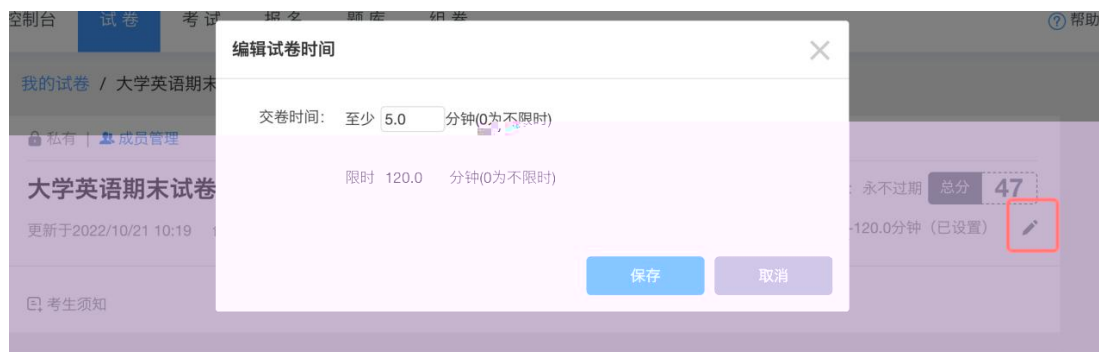 控制台 试卷 考试 报名 题库 组卷 帮助
编辑试卷时间
我的试卷 / 大学英语期末
交卷时间: 至少 5.0 分钟(0为不限时)
私有 | 成员管理
限时 120.0 分钟(0为不限时)
大学英语期末试卷 : 永不过期 总分 47
更新于2022/10/21 10:19 -120.0分钟 (已设置)
保存 取消
考生须知